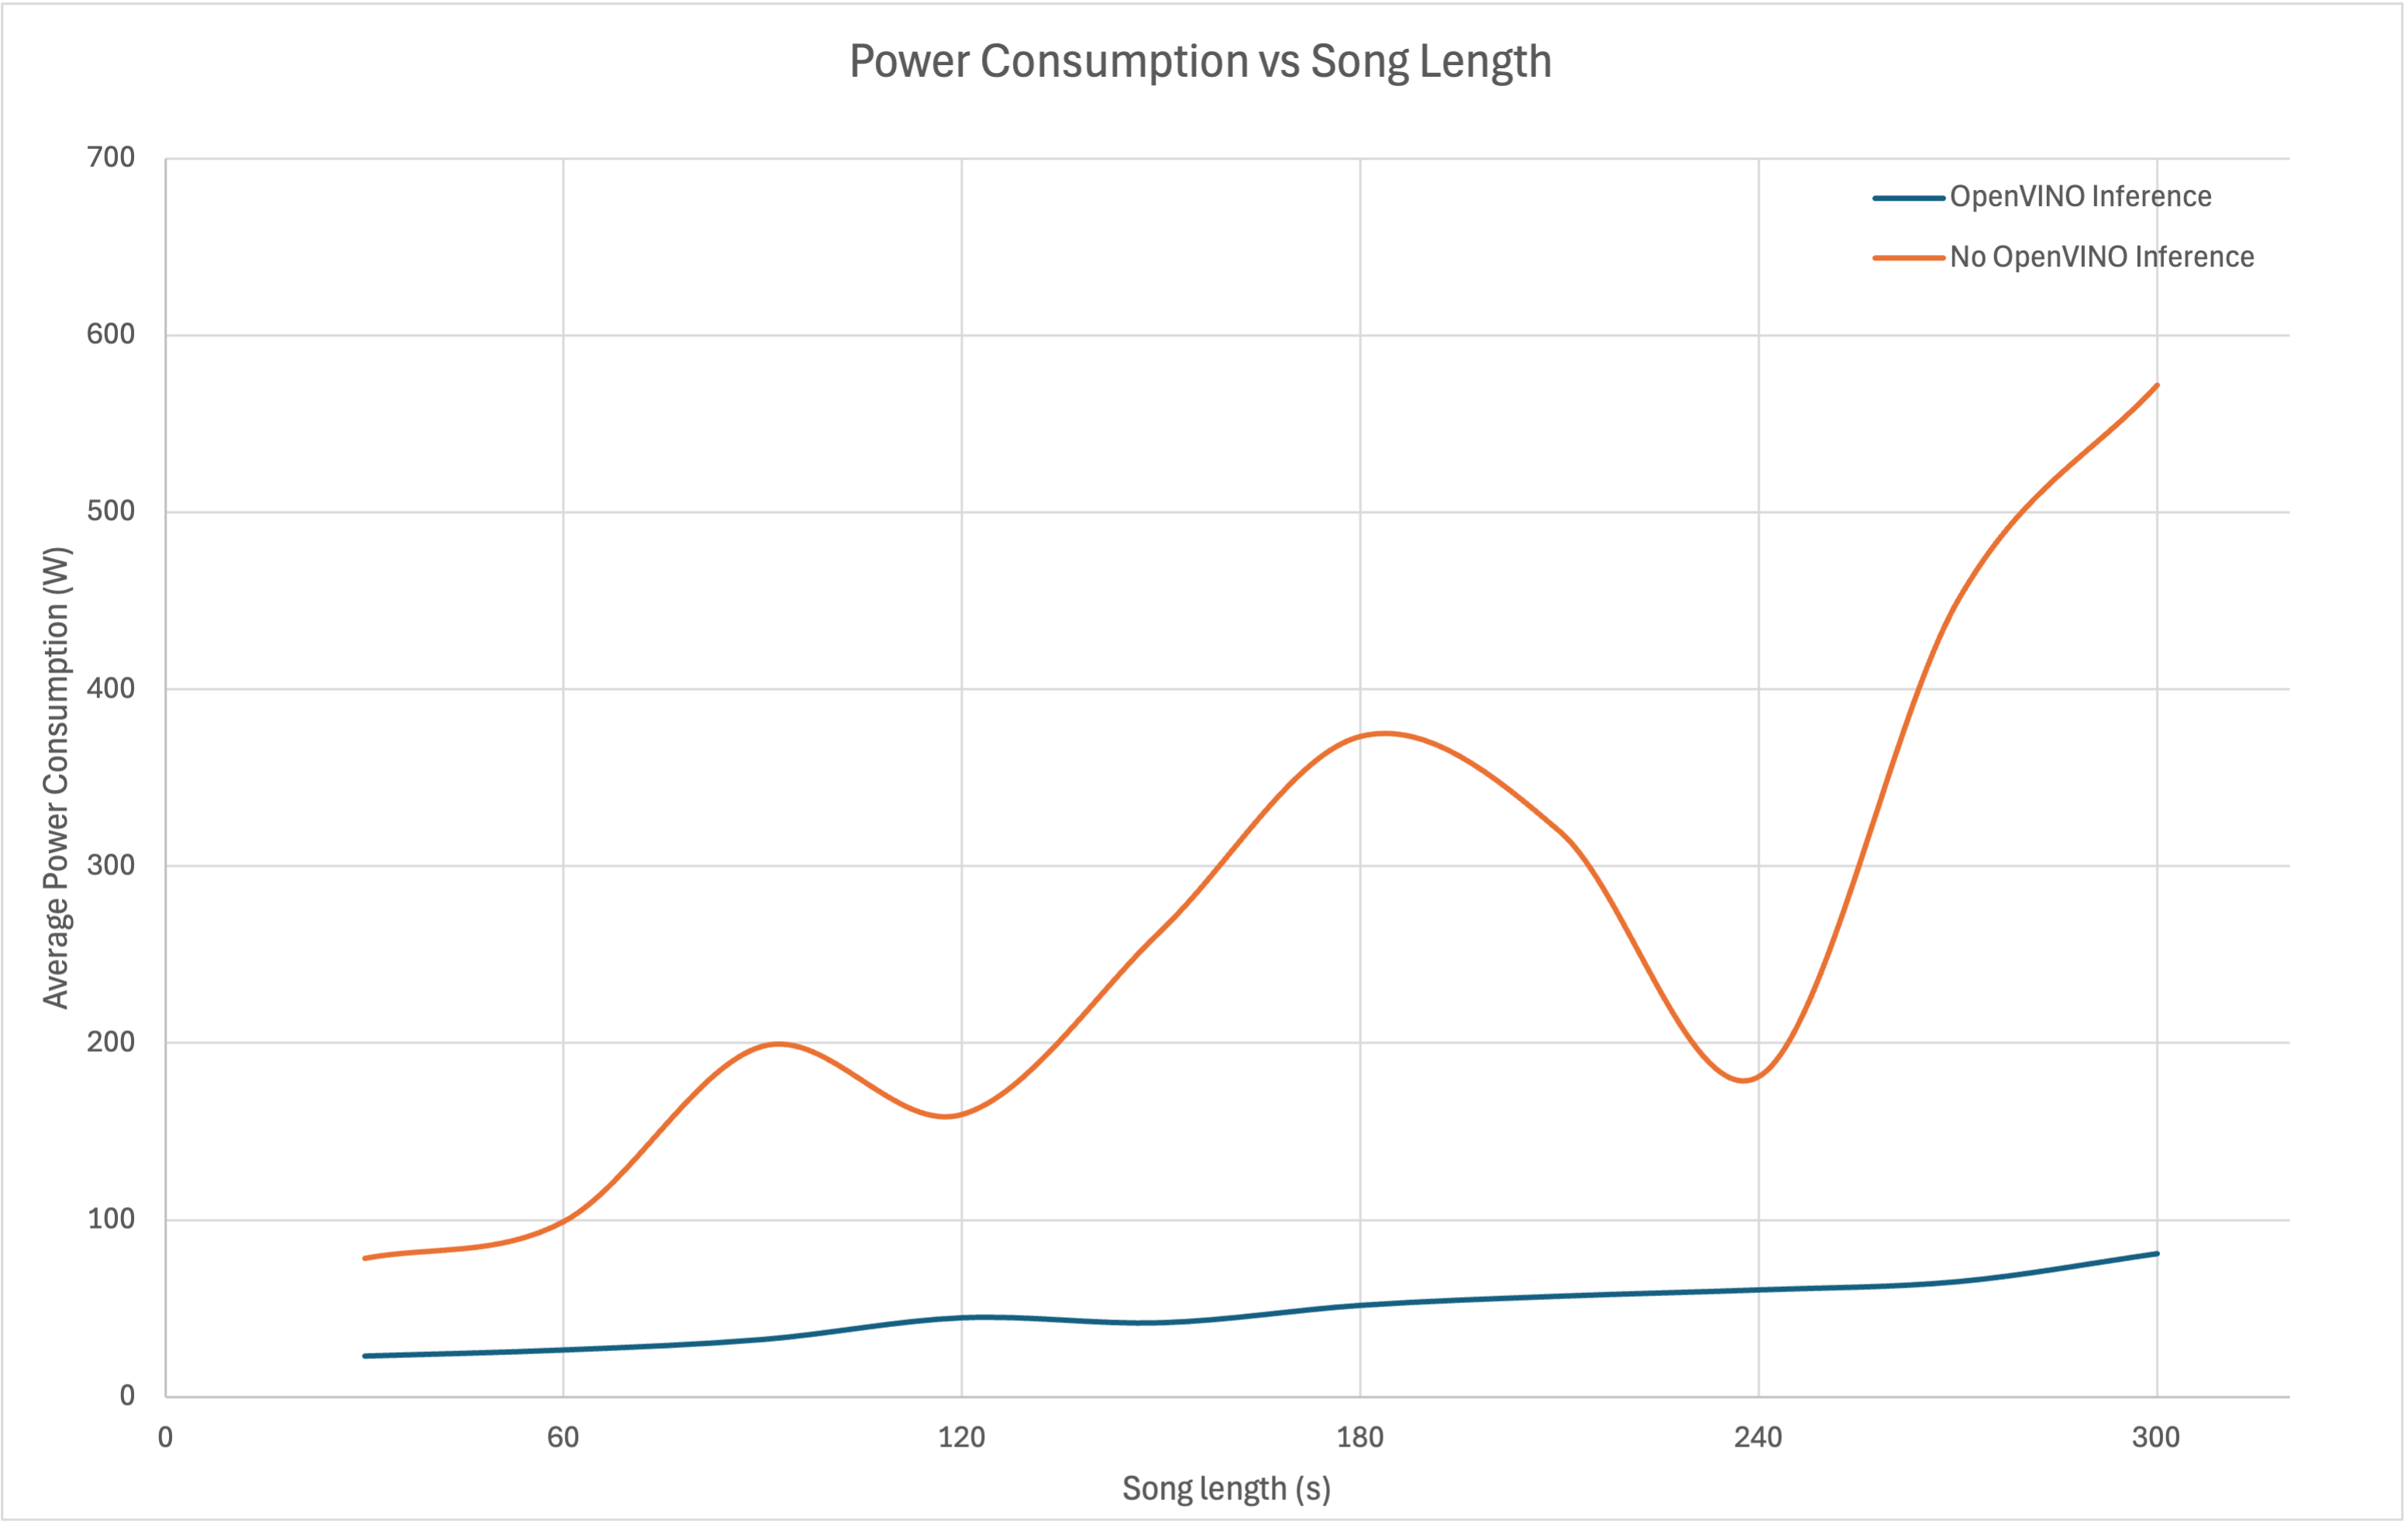 Power Consumption vs Song Length
700
OpenVINO Inference
No OpenVINO Inference
600
500
400
300
200
100
0
Average Power Consumption (W)
0 60 120 180 240 300
Song length (s)